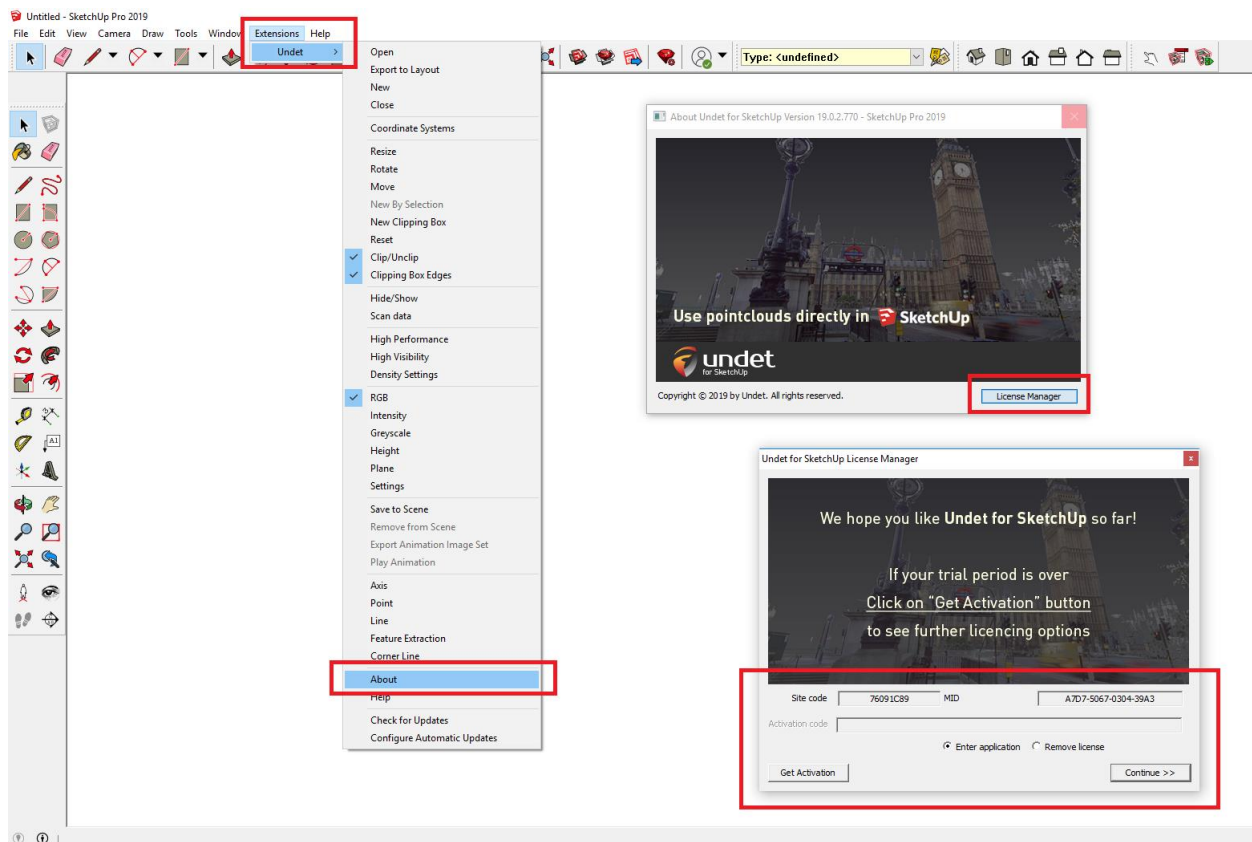 Untitled - SketchUp Pro 2019
File Edit View Camera Draw Tools Window Extensions Help
Undet >
Type: <undefined>
Open
Export to Layout
New
Close
Coordinate Systems
Resize
Rotate
Move
New By Selection
New Clipping Box
Reset
Clip/Unclip
Clipping Box Edges
Hide/Show
Scan data
High Performance
High Visibility
Density Settings
RGB
Intensity
Greyscale
Height
Plane
Settings
Save to Scene
Remove from Scene
Export Animation Image Set
Play Animation
Axis
Point
Line
Feature Extraction
Corner Line
About
Help
Check for Updates
Configure Automatic Updates
About Undet for SketchUp Version 19.0.2.770 - SketchUp Pro 2019
Use pointclouds directly in SketchUp
undet
for SketchUp
Copyright © 2019 by Undet. All rights reserved.
License Manager
Undet for SketchUp License Manager
We hope you like Undet for SketchUp so far!
If your trial period is over
Click on "Get Activation" button
to see further licencing options
Site code 76091C89 MID A7D7-5067-0304-39A3
Activation code
Enter application Remove license
Get Activation Continue >>